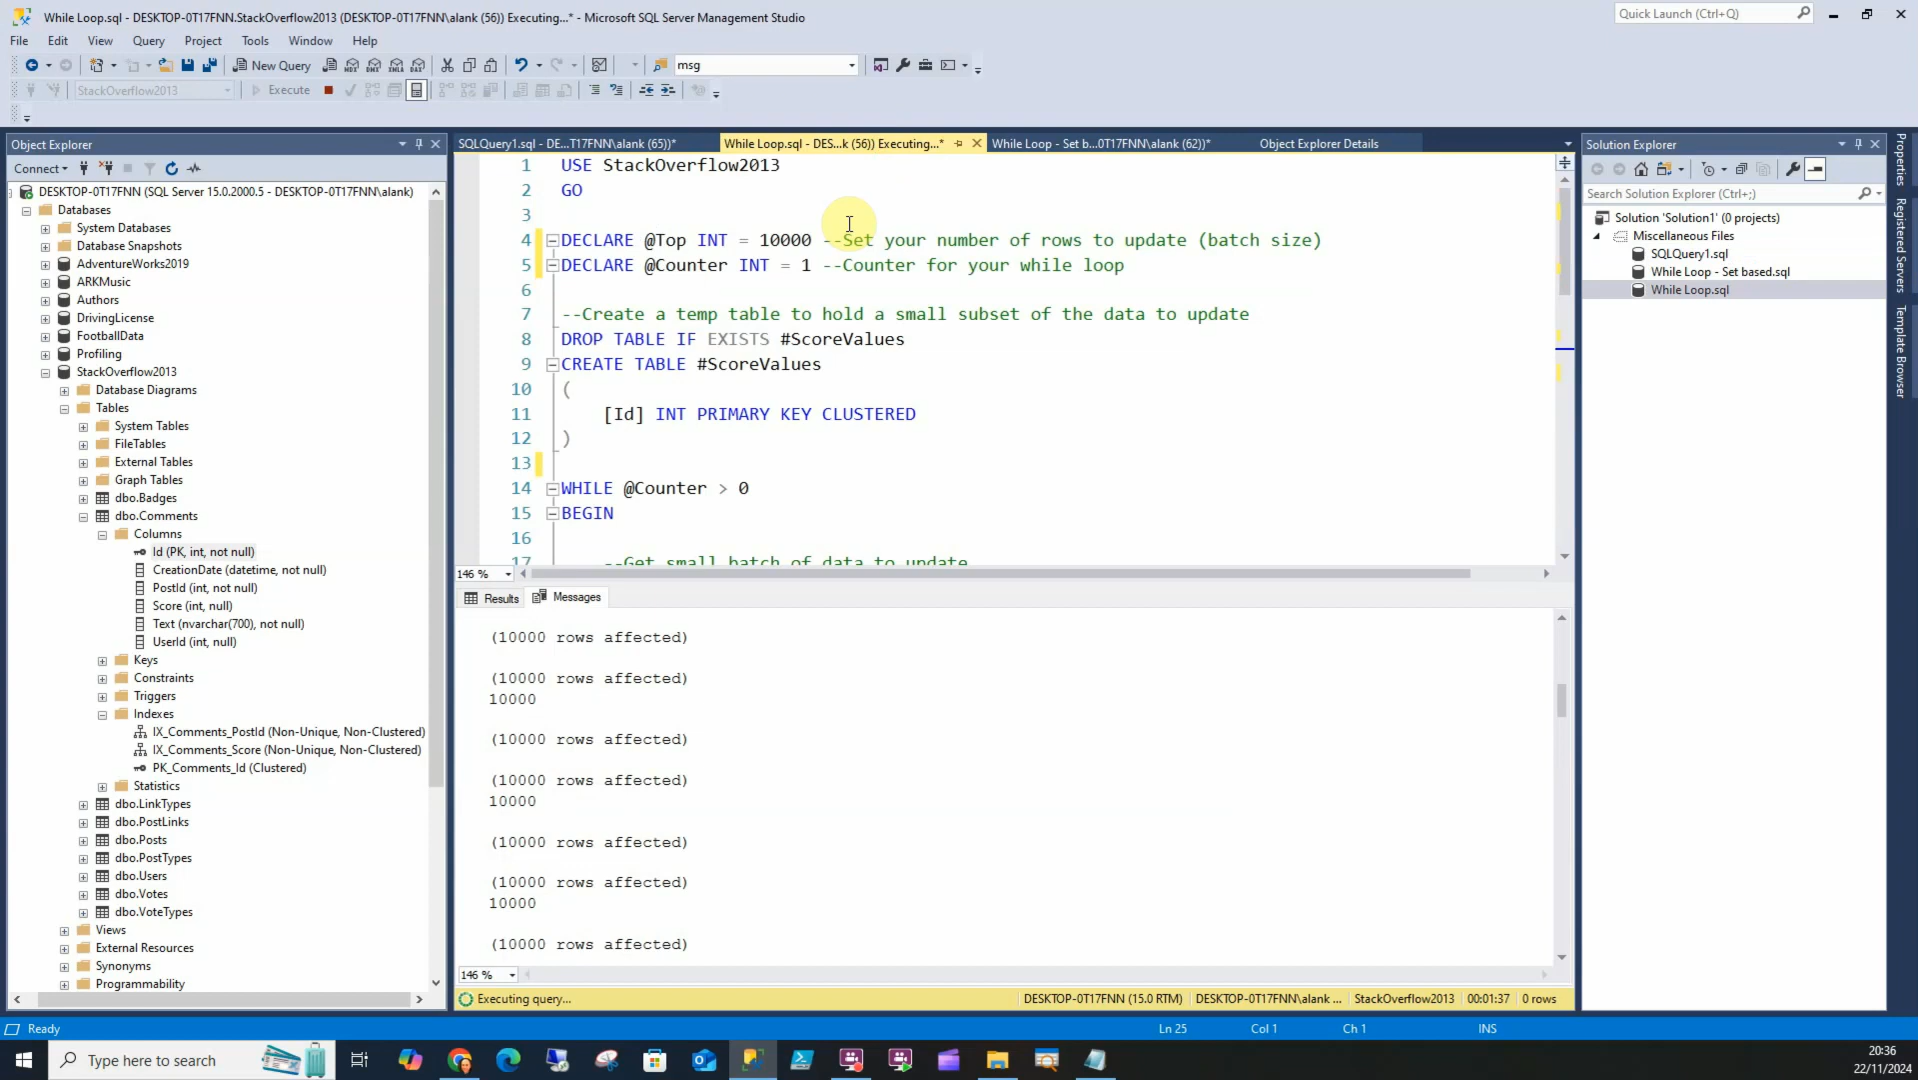 While Loop.sql - DESKTOP-0T17FNN.StackOverflow2013 (DESKTOP-0T17FNN\alank (56)) Executing...* - Microsoft SQL Server Management Studio
Quick Launch (Ctrl+Q)
File Edit View Query Project Tools Window Help
New Query
msg
StackOverflow2013
Execute
Object Explorer
Connect
DESKTOP-0T17FNN (SQL Server 15.0.2000.5 - DESKTOP-0T17FNN\alank)
Databases
System Databases
Database Snapshots
AdventureWorks2019
ARKMusic
Authors
DrivingLicense
FootballData
Profiling
StackOverflow2013
Database Diagrams
Tables
System Tables
FileTables
External Tables
Graph Tables
dbo.Badges
dbo.Comments
Columns
Id (PK, int, not null)
CreationDate (datetime, not null)
PostId (int, not null)
Score (int, null)
Text (nvarchar(700), not null)
UserId (int, null)
Keys
Constraints
Triggers
Indexes
IX_Comments_PostId (Non-Unique, Non-Clustered)
IX_Comments_Score (Non-Unique, Non-Clustered)
PK_Comments_Id (Clustered)
Statistics
dbo.LinkTypes
dbo.PostLinks
dbo.Posts
dbo.PostTypes
dbo.Users
dbo.Votes
dbo.VoteTypes
Views
External Resources
Synonyms
Programmability
SQLQuery1.sql - DE...T17FNN\alank (65))*
While Loop.sql - DES...k (56)) Executing...*
While Loop - Set b...0T17FNN\alank (62))*
Object Explorer Details
1 USE StackOverflow2013
2 GO
3
4 DECLARE @Top INT = 10000 --Set your number of rows to update (batch size)
5 DECLARE @Counter INT = 1 --Counter for your while loop
6
7 --Create a temp table to hold a small subset of the data to update
8 DROP TABLE IF EXISTS #ScoreValues
9 CREATE TABLE #ScoreValues
10 (
11 [Id] INT PRIMARY KEY CLUSTERED
12 )
13
14 WHILE @Counter > 0
15 BEGIN
16
17 --Get small batch of data to update
146 %
Results Messages
(10000 rows affected)
(10000 rows affected)
10000
(10000 rows affected)
(10000 rows affected)
10000
(10000 rows affected)
(10000 rows affected)
10000
(10000 rows affected)
146 %
Executing query...
DESKTOP-0T17FNN (15.0 RTM)
DESKTOP-0T17FNN\alank ...
StackOverflow2013
00:01:37
0 rows
Solution Explorer
Search Solution Explorer (Ctrl+;)
Solution 'Solution1' (0 projects)
Miscellaneous Files
SQLQuery1.sql
While Loop - Set based.sql
While Loop.sql
Properties
Registered Servers
Template Browser
Ready
Ln 25
Col 1
Ch 1
INS
Type here to search
20:36
22/11/2024